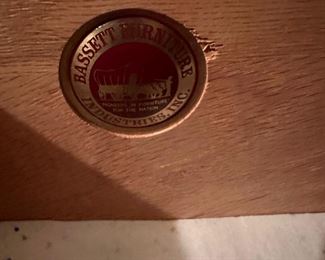 BASSETT FURNITURE
INDUSTRIES, INC.
PIONEERS IN FURNITURE
FOR THE NATION